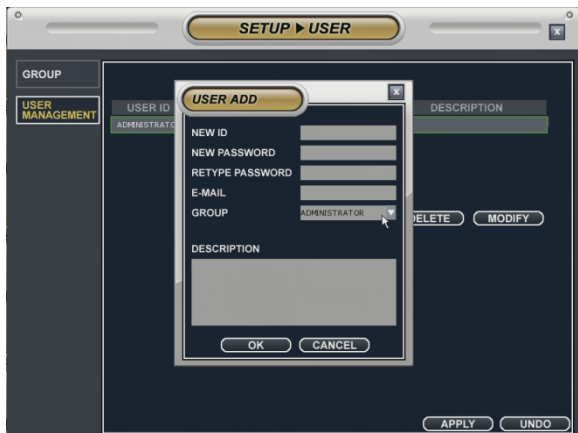 SETUP ▶ USER
X
GROUP
USER
MANAGEMENT
USER ID
DESCRIPTION
ADMINISTRATO
USER ADD
X
NEW ID
NEW PASSWORD
RETYPE PASSWORD
E-MAIL
GROUP
ADMINISTRATOR
DESCRIPTION
OK
CANCEL
DELETE
MODIFY
APPLY
UNDO